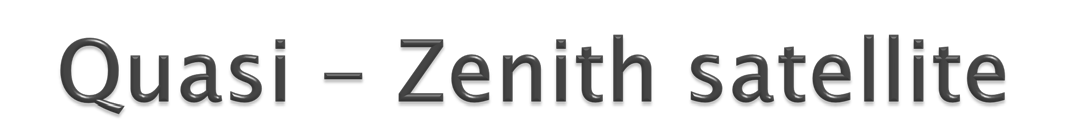 Quasi – Zenith satellite